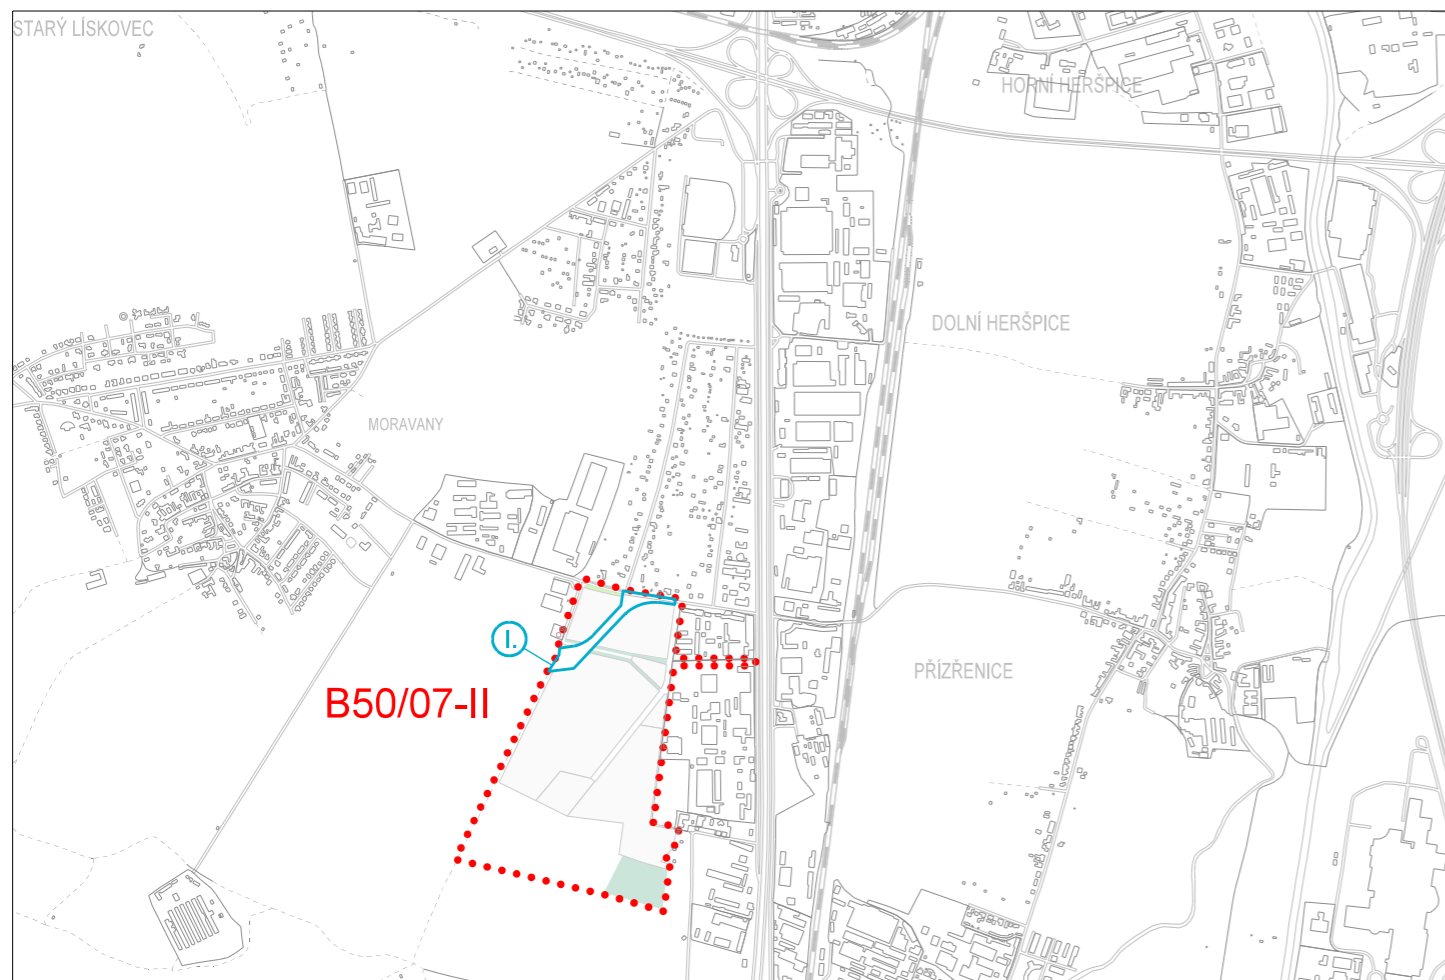 STARÝ LÍSKOVEC
HORNÍ HERŠPICE
DOLNÍ HERŠPICE
MORAVANY
I.
PŘÍZŘENICE
B50/07-II